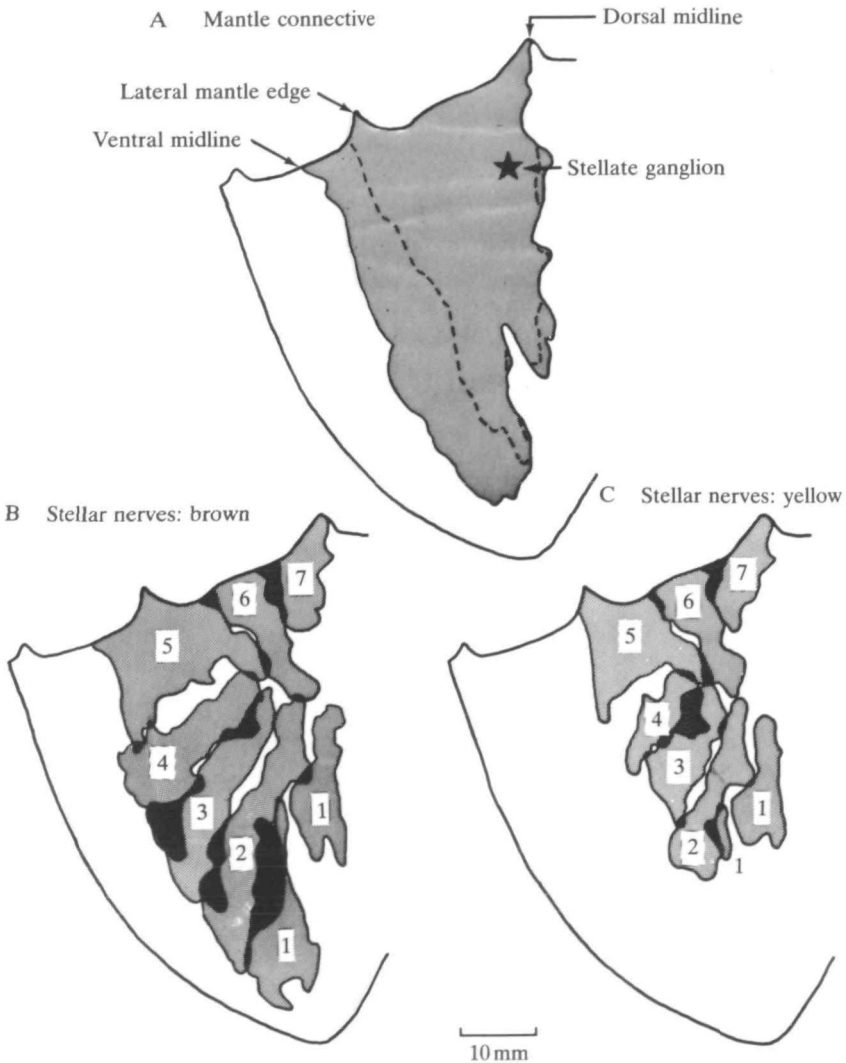 A Mantle connective
Dorsal midline
Lateral mantle edge
Ventral midline
Stellate ganglion
B Stellar nerves: brown
C Stellar nerves: yellow
7
6
5
4
3
2
1
1
7
6
5
4
3
2
1
1
10 mm